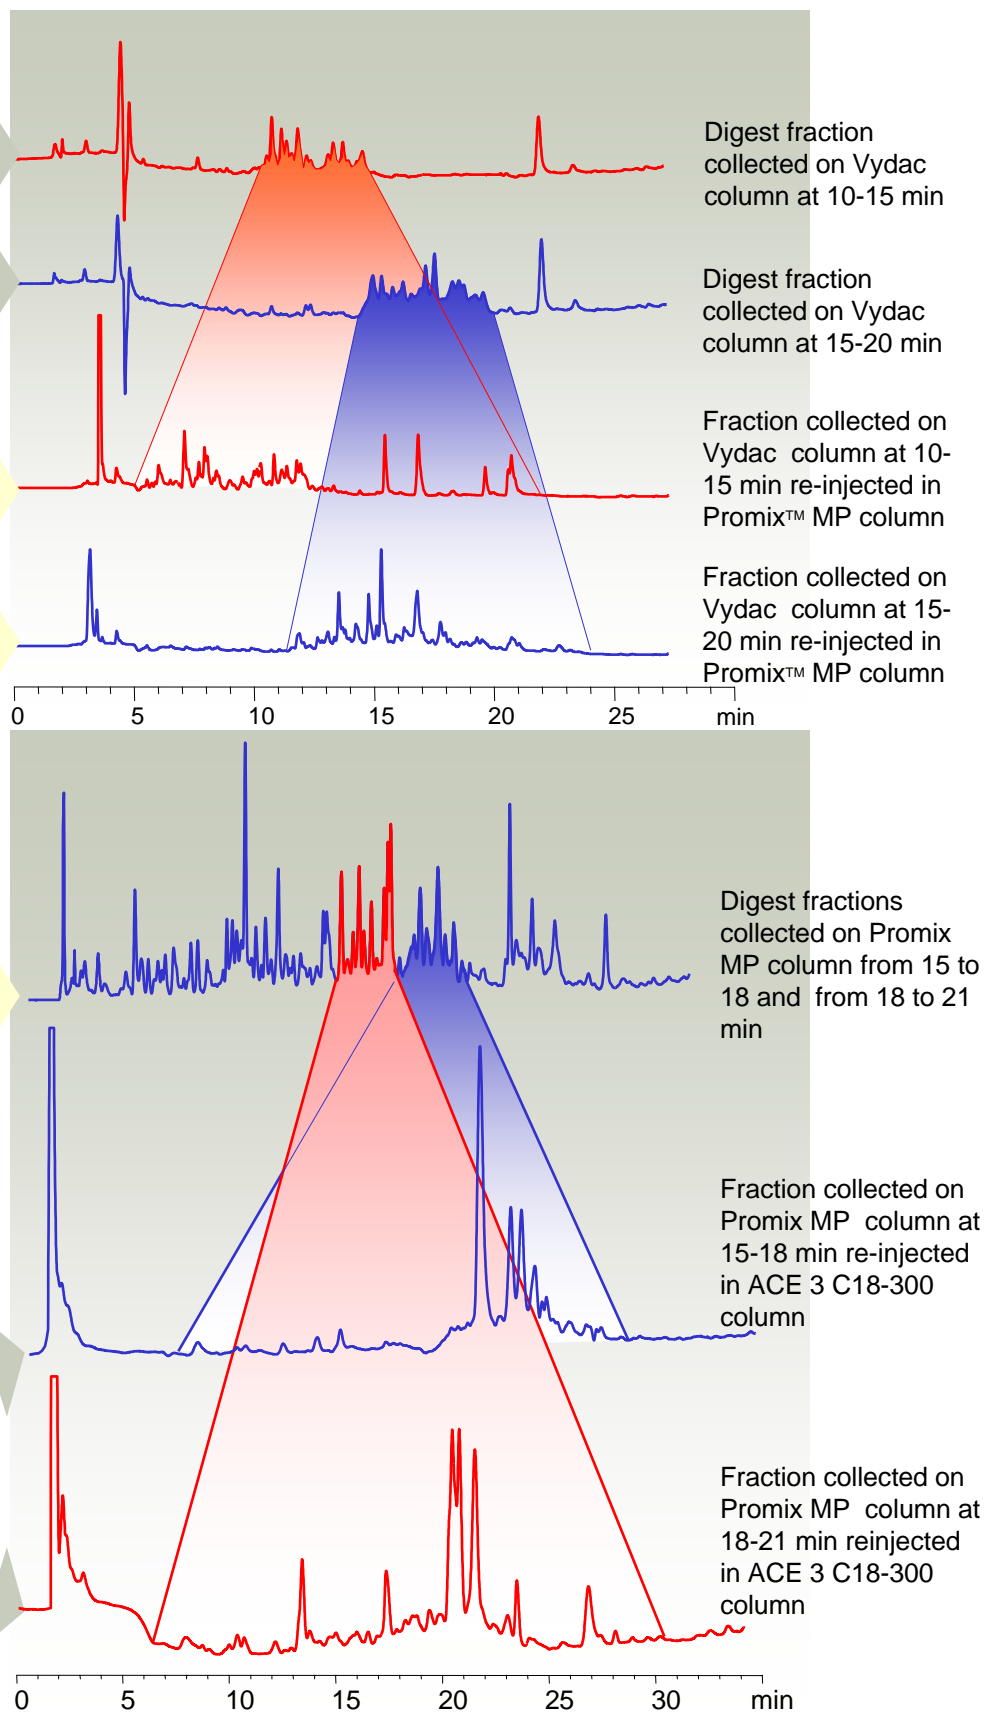 Digest fraction
collected on Vydac
column at 10-15 min
Digest fraction
collected on Vydac
column at 15-20 min
Fraction collected on
Vydac column at 10-
15 min re-injected in
Promix™ MP column
Fraction collected on
Vydac column at 15-
20 min re-injected in
Promix™ MP column
0 5 10 15 20 25 min
Digest fractions
collected on Promix
MP column from 15 to
18 and from 18 to 21
min
Fraction collected on
Promix MP column at
15-18 min re-injected
in ACE 3 C18-300
column
Fraction collected on
Promix MP column at
18-21 min reinjected
in ACE 3 C18-300
column
0 5 10 15 20 25 30 min